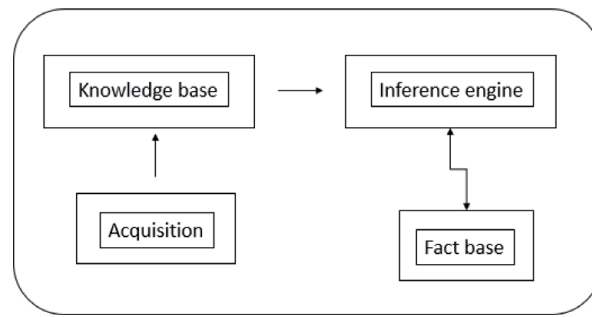 Knowledge base
Inference engine
Acquisition
Fact base